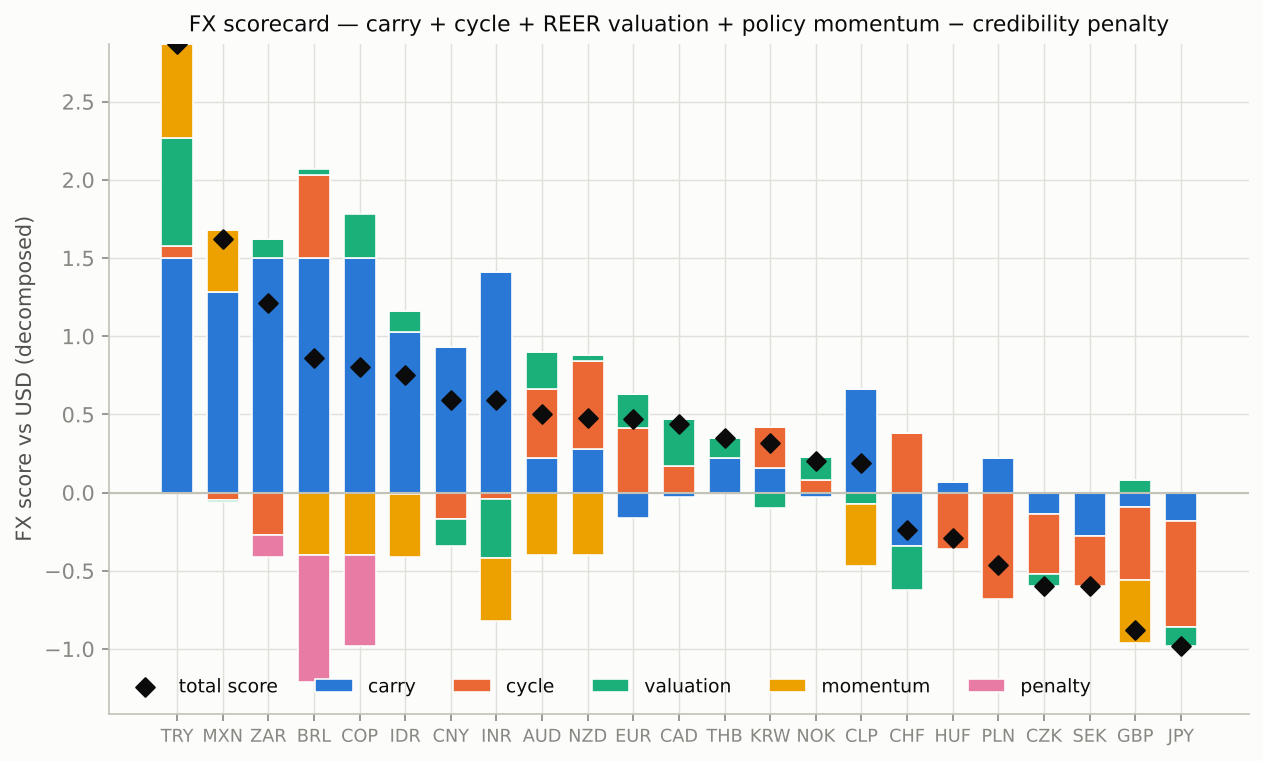 FX scorecard — carry + cycle + REER valuation + policy momentum − credibility penalty
FX score vs USD (decomposed)
2.5
2.0
1.5
1.0
0.5
0.0
−0.5
−1.0
total score carry cycle valuation momentum penalty
TRY MXN ZAR BRL COP IDR CNY INR AUD NZD EUR CAD THB KRW NOK CLP CHF HUF PLN CZK SEK GBP JPY